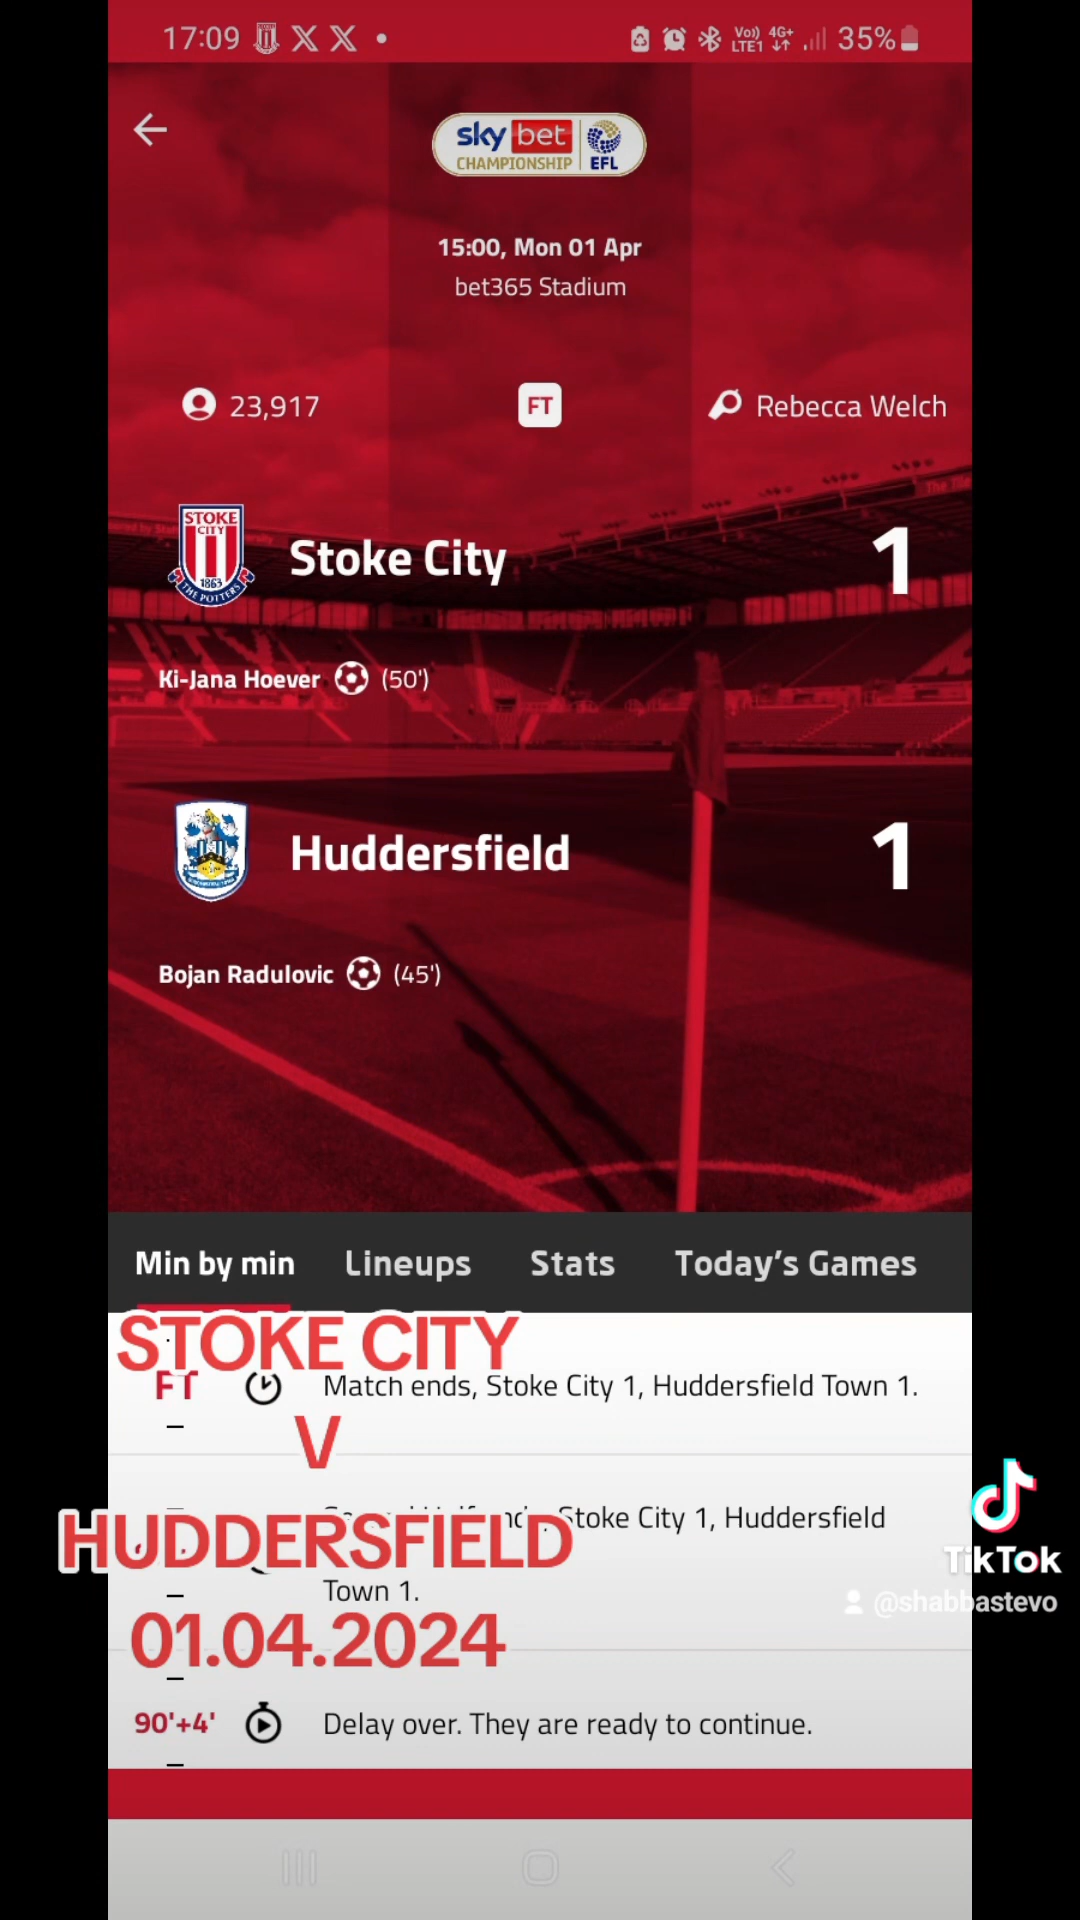 17:09
Vo)) 4G+
LTE1
35%
sky bet
CHAMPIONSHIP EFL
15:00, Mon 01 Apr
bet365 Stadium
23,917
FT
Rebecca Welch
STOKE
CITY
1863
THE POTTERS
Stoke City
1
Ki-Jana Hoever (50')
Huddersfield
1
Bojan Radulovic (45')
Min by min
Lineups
Stats
Today's Games
STOKE CITY
FT
Match ends, Stoke City 1, Huddersfield Town 1.
V
Stoke City 1, Huddersfield
HUDDERSFIELD
Town 1.
01.04.2024
90'+4'
Delay over. They are ready to continue.
TikTok
@shabbastevo